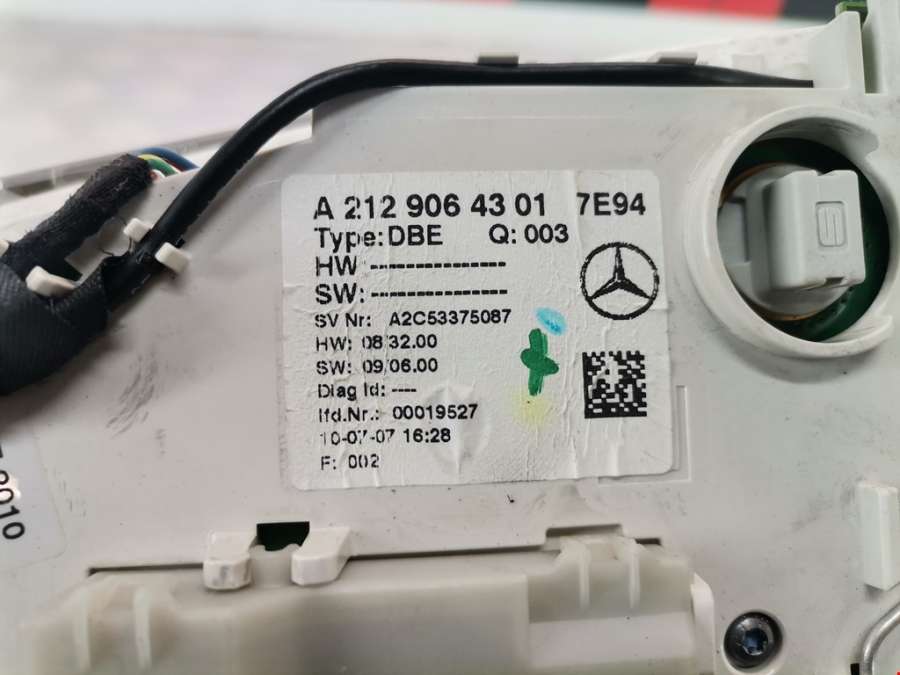 A 212 906 43 01 7E94
Type: DBE Q: 003
HW ---------------
SW: ---------------
SV Nr: A2C53375087
HW: 08/32.00
SW: 09/06.00
Diag Id: ----
lfd.Nr.: 00019527
10-07-07 16:28
F: 002
2010